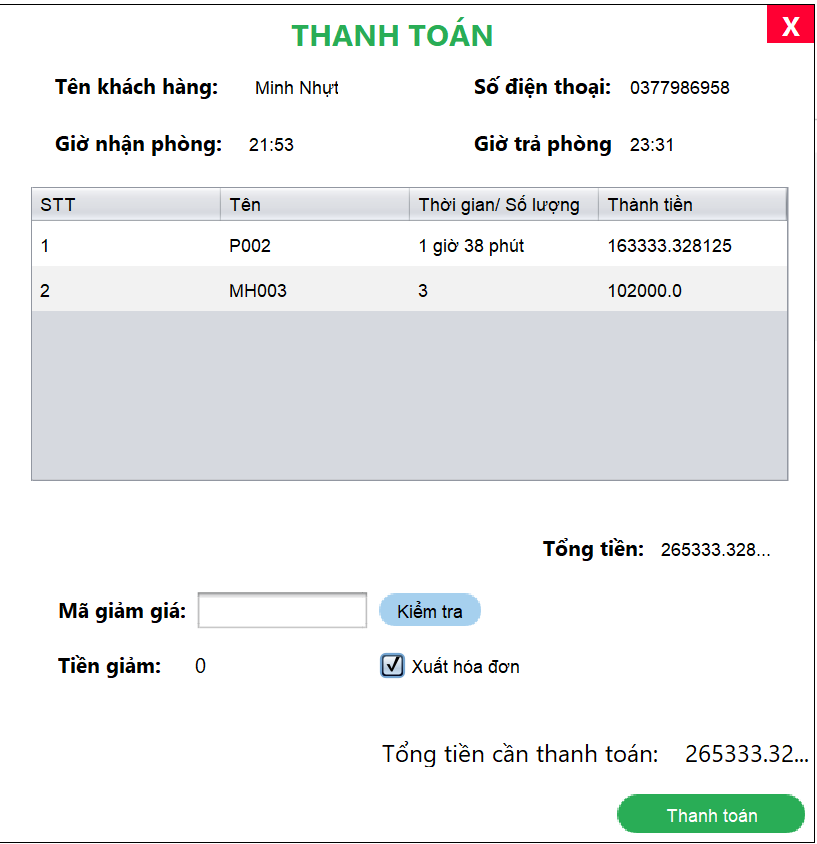 THANH TOÁN
X
Tên khách hàng: Minh Nhựt Số điện thoại: 0377986958
Giờ nhận phòng: 21:53 Giờ trả phòng 23:31
STT Tên Thời gian/ Số lượng Thành tiền
1 P002 1 giờ 38 phút 163333.328125
2 MH003 3 102000.0
Tổng tiền: 265333.328...
Mã giảm giá: Kiểm tra
Tiền giảm: 0 Xuất hóa đơn
Tổng tiền cần thanh toán: 265333.32...
Thanh toán